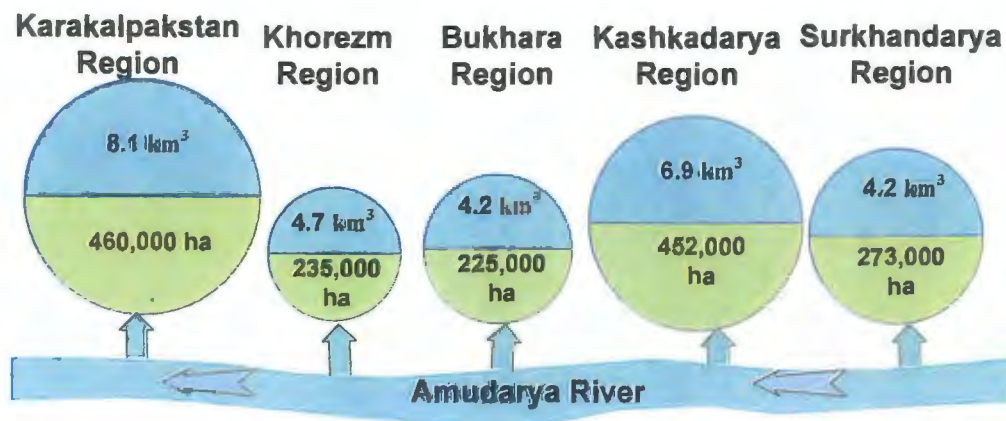 Karakalpakstan
Region
Khorezm
Region
Bukhara
Region
Kashkadarya
Region
Surkhandarya
Region
8.1 km³
460,000 ha
4.7 km³
235,000
ha
4.2 km³
225,000
ha
6.9 km³
452,000
ha
4.2 km³
273,000
ha
Amudarya River